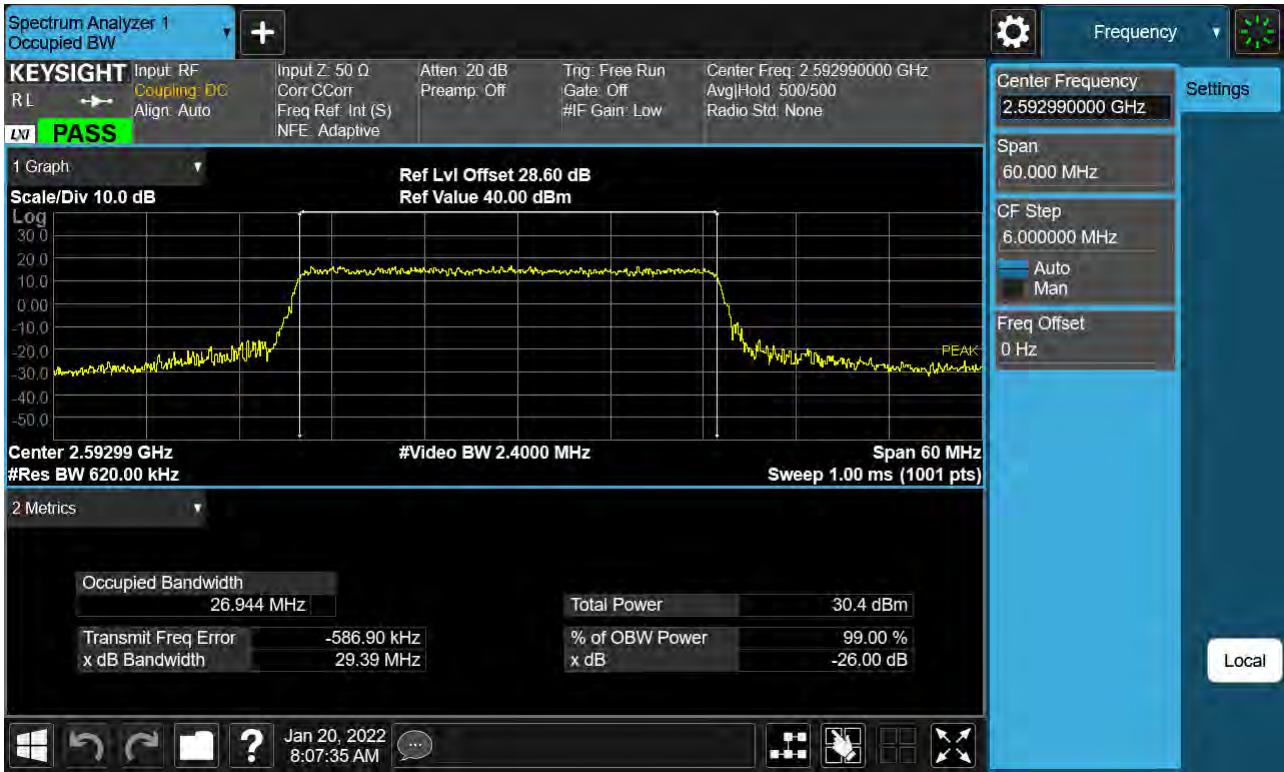 Spectrum Analyzer 1
Occupied BW
+
Frequency
KEYSIGHT
RL
LXI
PASS
Input: RF
Coupling: DC
Align: Auto
Input Z: 50 Ω
Corr CCorr
Freq Ref: Int (S)
NFE: Adaptive
Atten: 20 dB
Preamp: Off
Trig: Free Run
Gate: Off
#IF Gain: Low
Center Freq: 2.592990000 GHz
Avg|Hold: 500/500
Radio Std: None
Center Frequency
2.592990000 GHz
Settings
Span
60.000 MHz
CF Step
6.000000 MHz
Auto
Man
Freq Offset
0 Hz
1 Graph
Scale/Div 10.0 dB
Ref Lvl Offset 28.60 dB
Ref Value 40.00 dBm
Log
30.0
20.0
10.0
0.00
-10.0
-20.0
-30.0
-40.0
-50.0
PEAK
Center 2.59299 GHz
#Video BW 2.4000 MHz
Span 60 MHz
#Res BW 620.00 kHz
Sweep 1.00 ms (1001 pts)
2 Metrics
Occupied Bandwidth
26.944 MHz
Total Power 30.4 dBm
Transmit Freq Error -586.90 kHz
% of OBW Power 99.00 %
x dB Bandwidth 29.39 MHz
x dB -26.00 dB
Local
?
Jan 20, 2022
8:07:35 AM